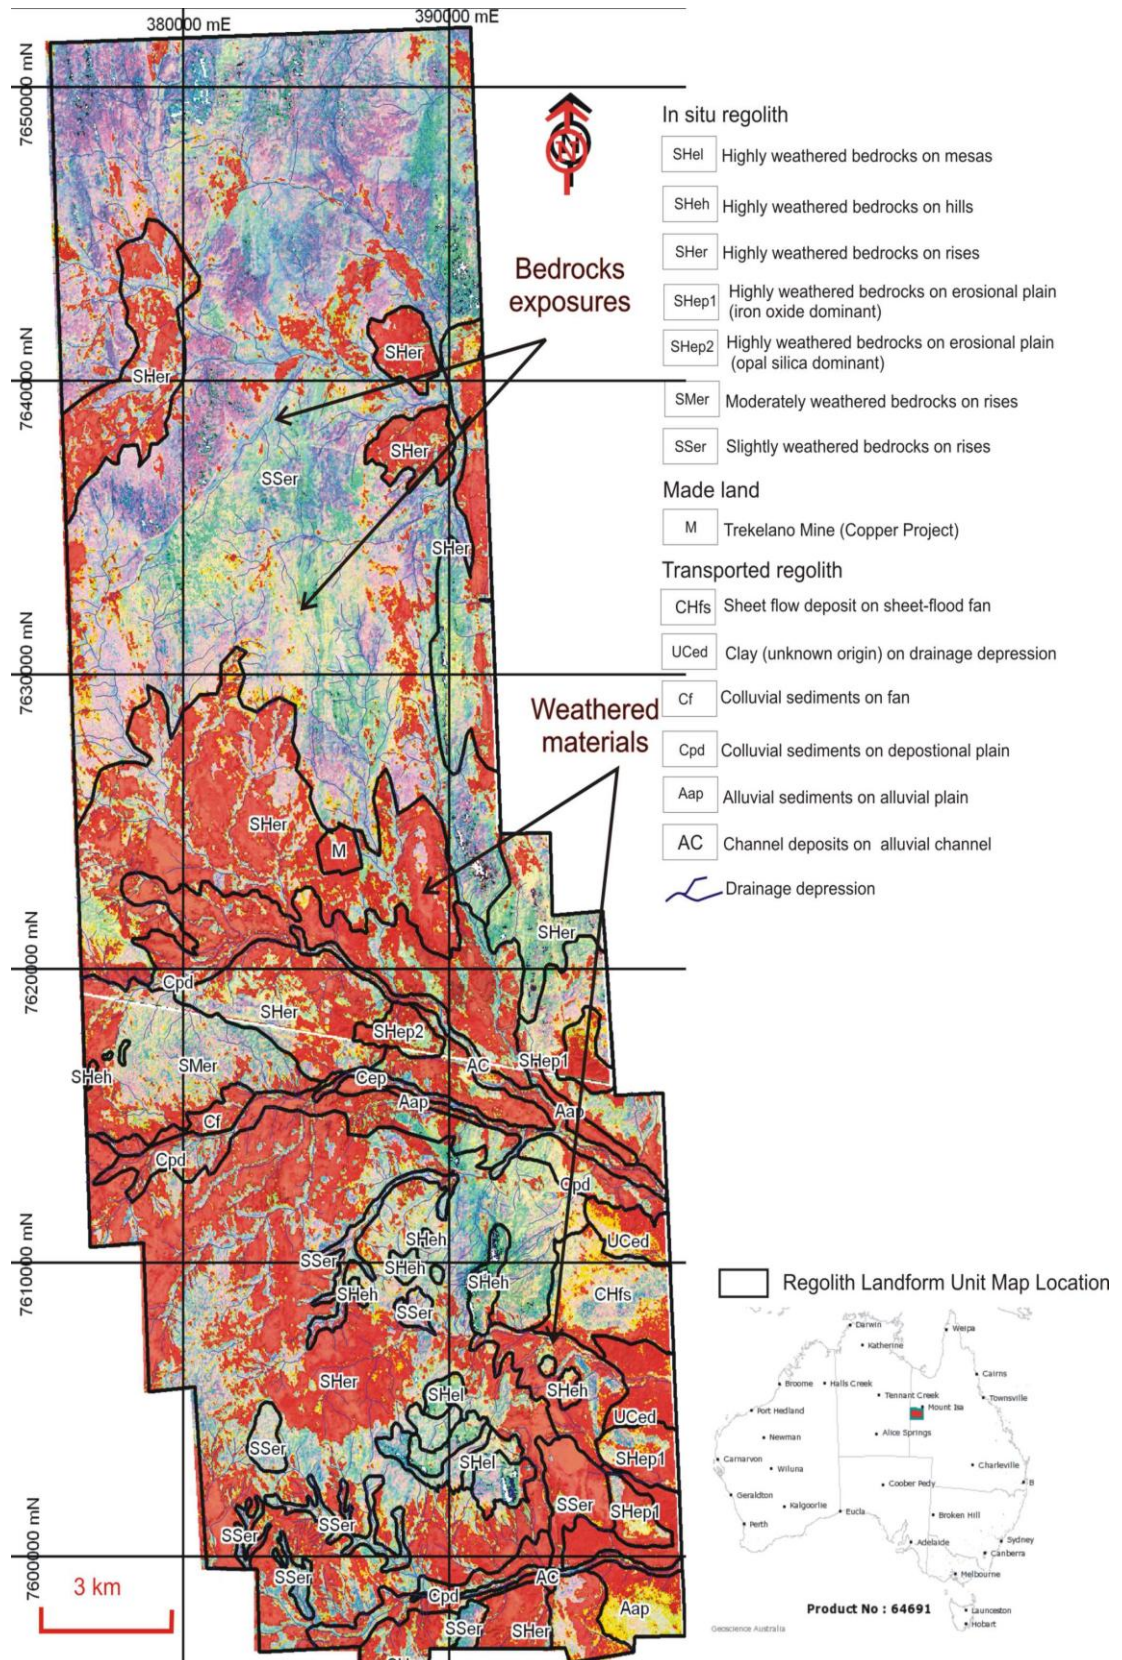 380000 mE
390000 mE
7650000 mN
7640000 mN
7630000 mN
7620000 mN
7610000 mN
7600000 mN
N
Bedrocks
exposures
SHer
SHer
SHer
SSer
SHer
Weathered
materials
SHer
M
SHer
Cpd
SHer
SHep2
SMer
SHeh
AC
SHep1
Cep
Aap
Aap
Cf
Cpd
Cpd
SHeh
UCed
SSer
SHeh
SHeh
SHeh
CHfs
SSer
SHer
SHel
SHeh
UCed
SSer
SHel
SHep1
SSer
SHep1
SSer
SSer
SSer
AC
Cpd
Aap
SSer
SHer
3 km
In situ regolith
SHel Highly weathered bedrocks on mesas
SHeh Highly weathered bedrocks on hills
SHer Highly weathered bedrocks on rises
SHep1 Highly weathered bedrocks on erosional plain
(iron oxide dominant)
SHep2 Highly weathered bedrocks on erosional plain
(opal silica dominant)
SMer Moderately weathered bedrocks on rises
SSer Slightly weathered bedrocks on rises
Made land
M Trekelano Mine (Copper Project)
Transported regolith
CHfs Sheet flow deposit on sheet-flood fan
UCed Clay (unknown origin) on drainage depression
Cf Colluvial sediments on fan
Cpd Colluvial sediments on depostional plain
Aap Alluvial sediments on alluvial plain
AC Channel deposits on alluvial channel
Drainage depression
Regolith Landform Unit Map Location
Darwin
Weipa
Katherine
Cairns
Broome
Halls Creek
Tennant Creek
Townsville
Mount Isa
Port Hedland
Alice Springs
Newman
Carnarvon
Wiluna
Charleville
Coober Pedy
B
Geraldton
Kalgoorlie
Eucla
Broken Hill
Perth
Sydney
Adelaide
Canberra
Melbourne
Launceston
Hobart
Product No : 64691
Geoscience Australia